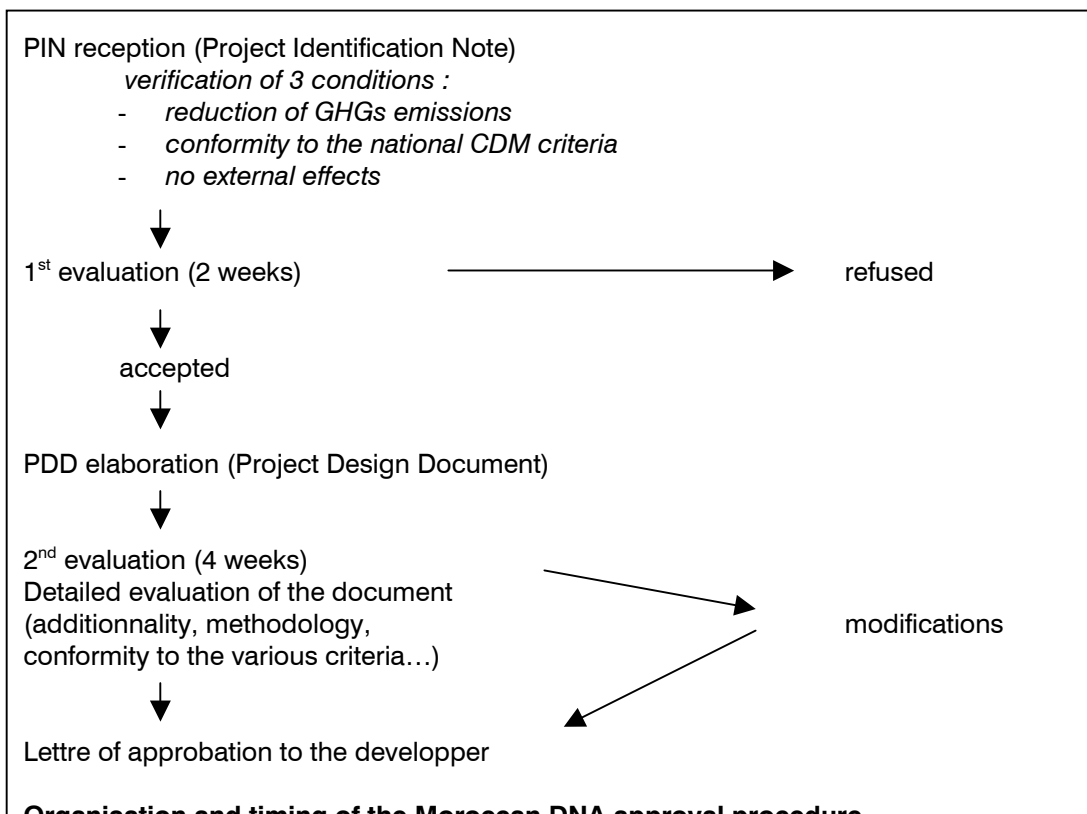 PIN reception (Project Identification Note)
verification of 3 conditions :
- reduction of GHGs emissions
- conformity to the national CDM criteria
- no external effects
1st evaluation (2 weeks) refused
accepted
PDD elaboration (Project Design Document)
2nd evaluation (4 weeks)
Detailed evaluation of the document
(additionnality, methodology, modifications
conformity to the various criteria…)
Lettre of approbation to the developper
Organisation and timing of the Moroccan DNA approval procedure